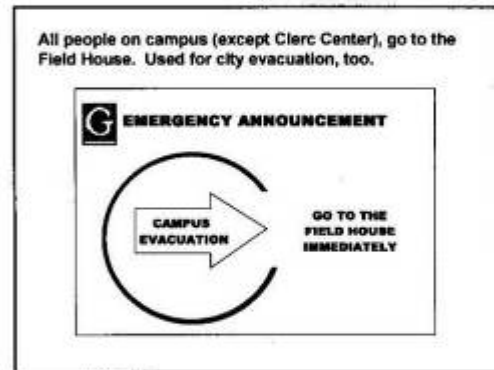 All people on campus (except Clerc Center), go to the
Field House. Used for city evacuation, too.
G EMERGENCY ANNOUNCEMENT
CAMPUS
EVACUATION
GO TO THE
FIELD HOUSE
IMMEDIATELY